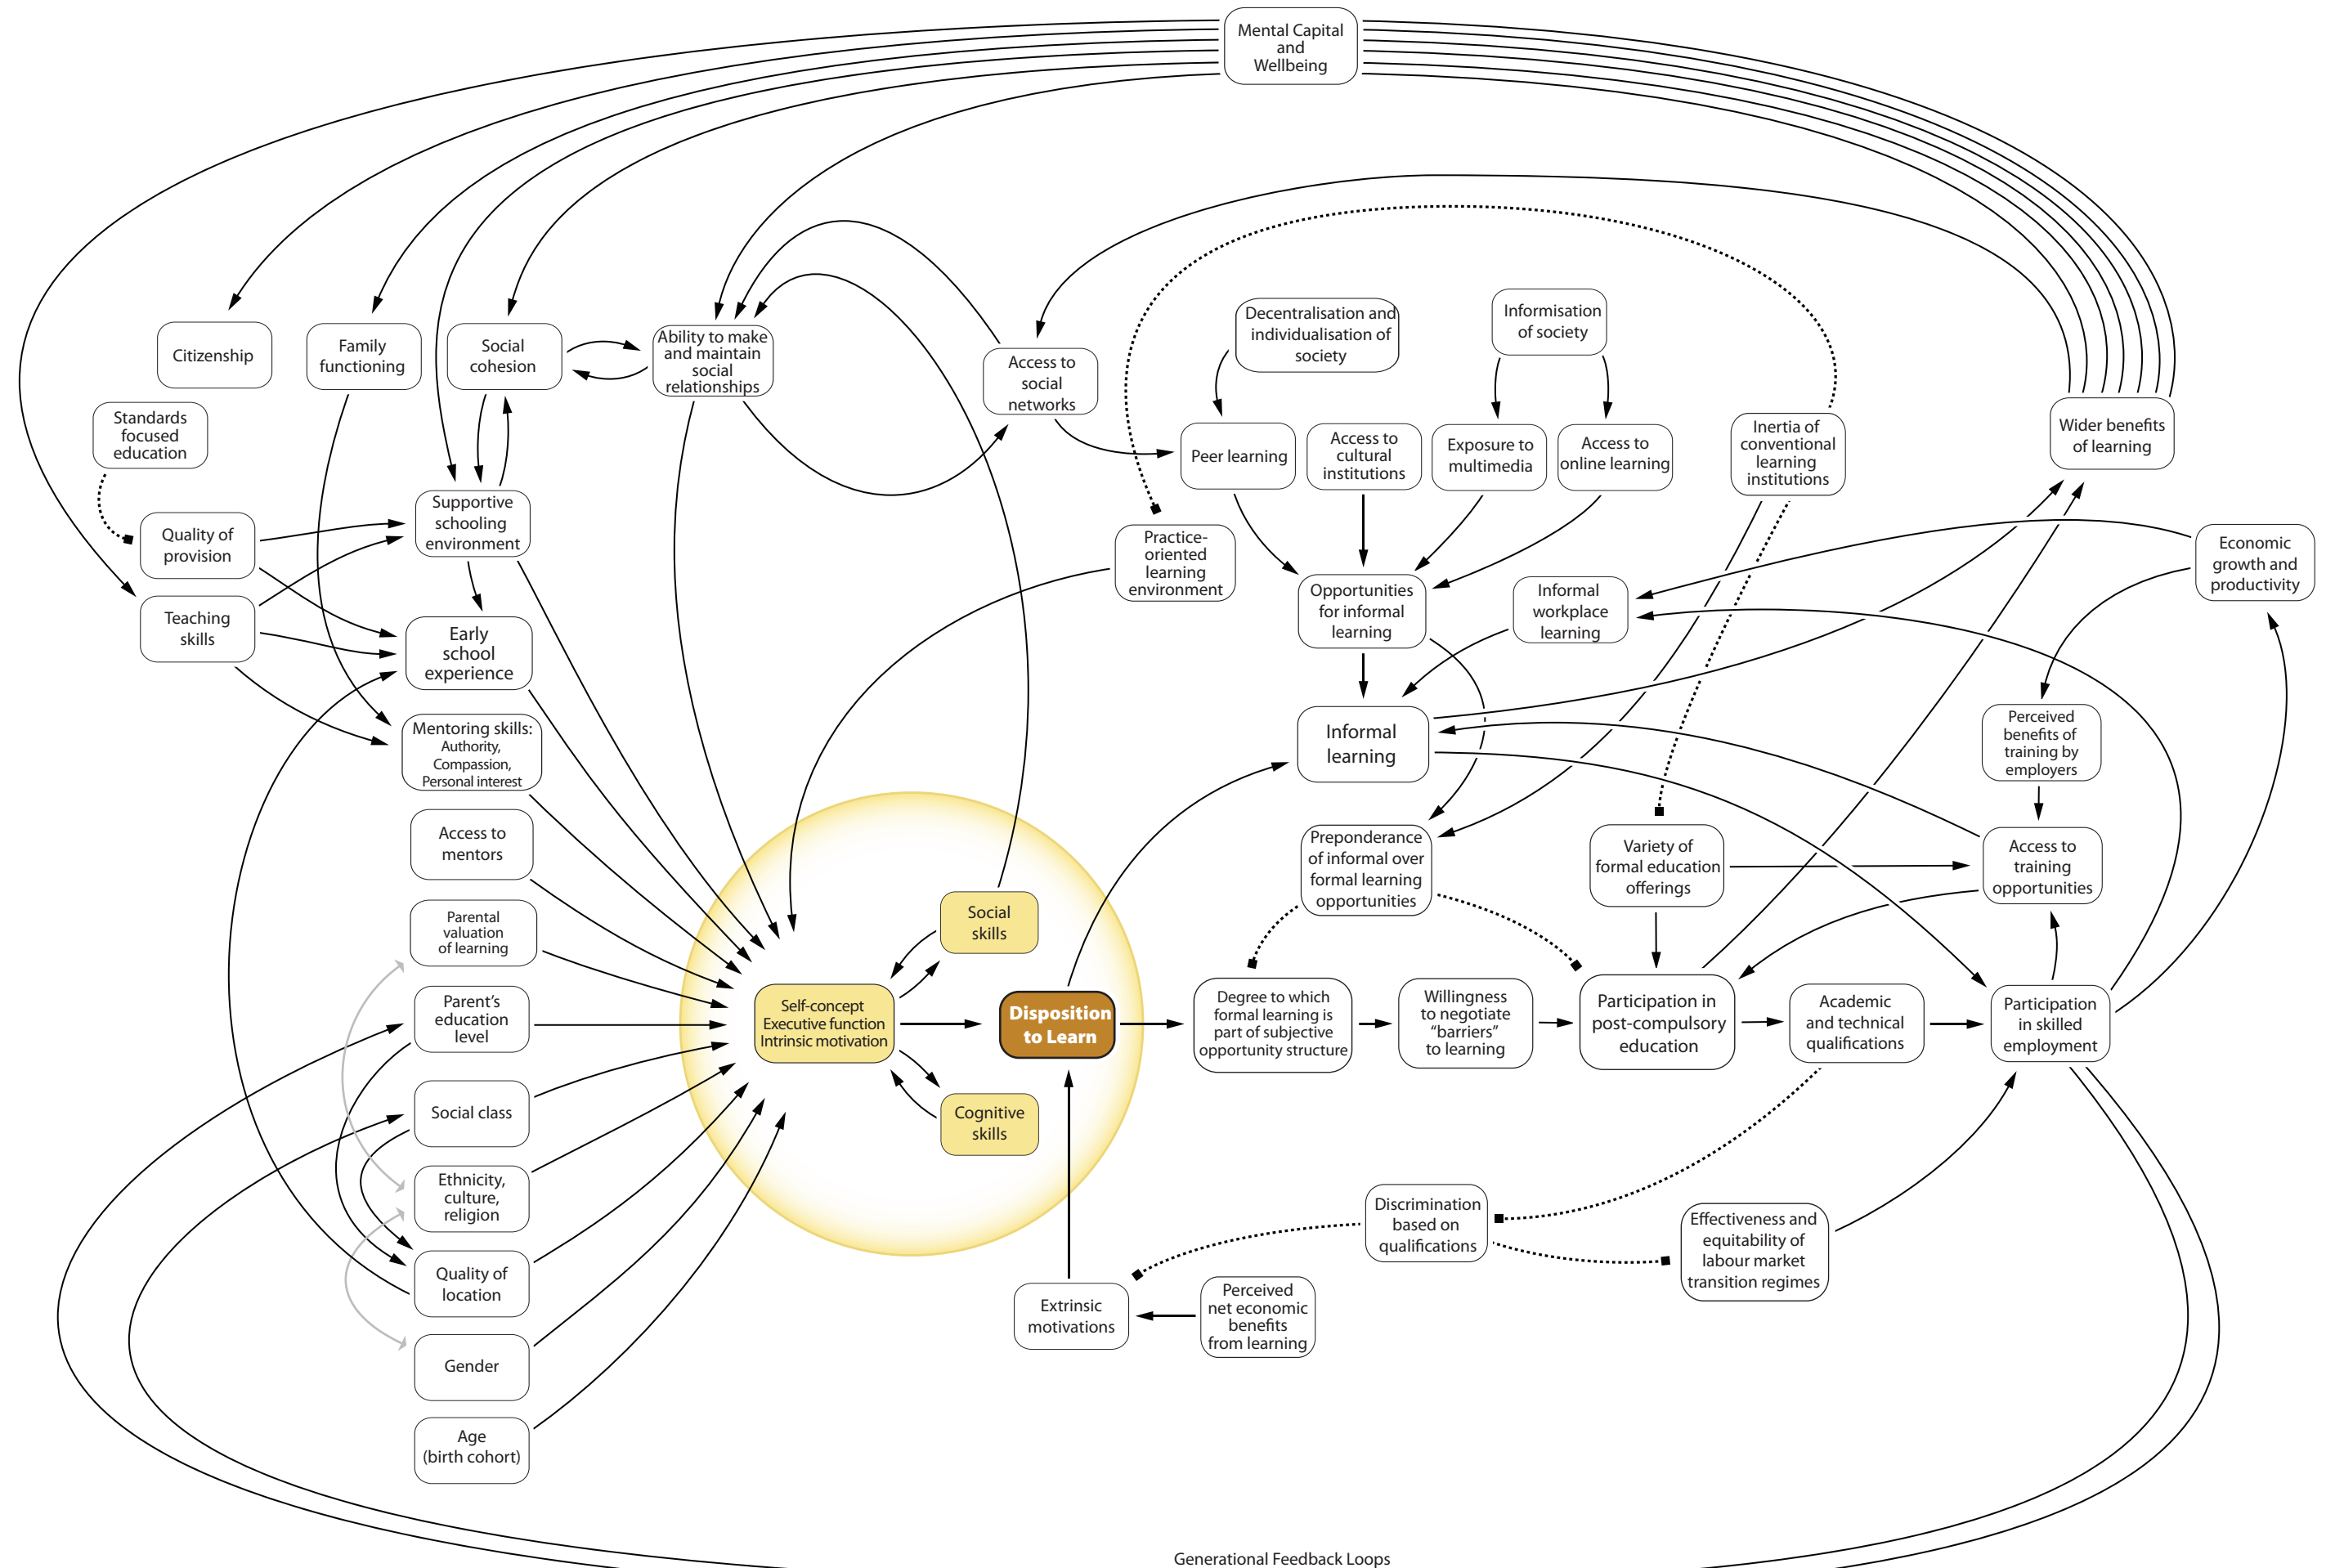 Mental Capital
and
Wellbeing
Citizenship
Family
functioning
Social
cohesion
Ability to make
and maintain
social
relationships
Access to
social
networks
Decentralisation and
individualisation of
society
Informisation
of society
Standards
focused
education
Peer learning
Access to
cultural
institutions
Exposure to
multimedia
Access to
online learning
Inertia of
conventional
learning
institutions
Wider benefits
of learning
Quality of
provision
Supportive
schooling
environment
Practice-
oriented
learning
environment
Economic
growth and
productivity
Teaching
skills
Early
school
experience
Opportunities
for informal
learning
Informal
workplace
learning
Mentoring skills:
Authority,
Compassion,
Personal interest
Informal
learning
Perceived
benefits of
training by
employers
Access to
mentors
Preponderance
of informal over
formal learning
opportunities
Variety of
formal education
offerings
Access to
training
opportunities
Parental
valuation
of learning
Social
skills
Parent’s
education
level
Self-concept
Executive function
Intrinsic motivation
Disposition
to Learn
Degree to which
formal learning is
part of subjective
opportunity structure
Willingness
to negotiate
“barriers”
to learning
Participation in
post-compulsory
education
Academic
and technical
qualifications
Participation
in skilled
employment
Social class
Cognitive
skills
Ethnicity,
culture,
religion
Discrimination
based on
qualifications
Effectiveness and
equitability of
labour market
transition regimes
Quality of
location
Extrinsic
motivations
Perceived
net economic
benefits
from learning
Gender
Age
(birth cohort)
Generational Feedback Loops